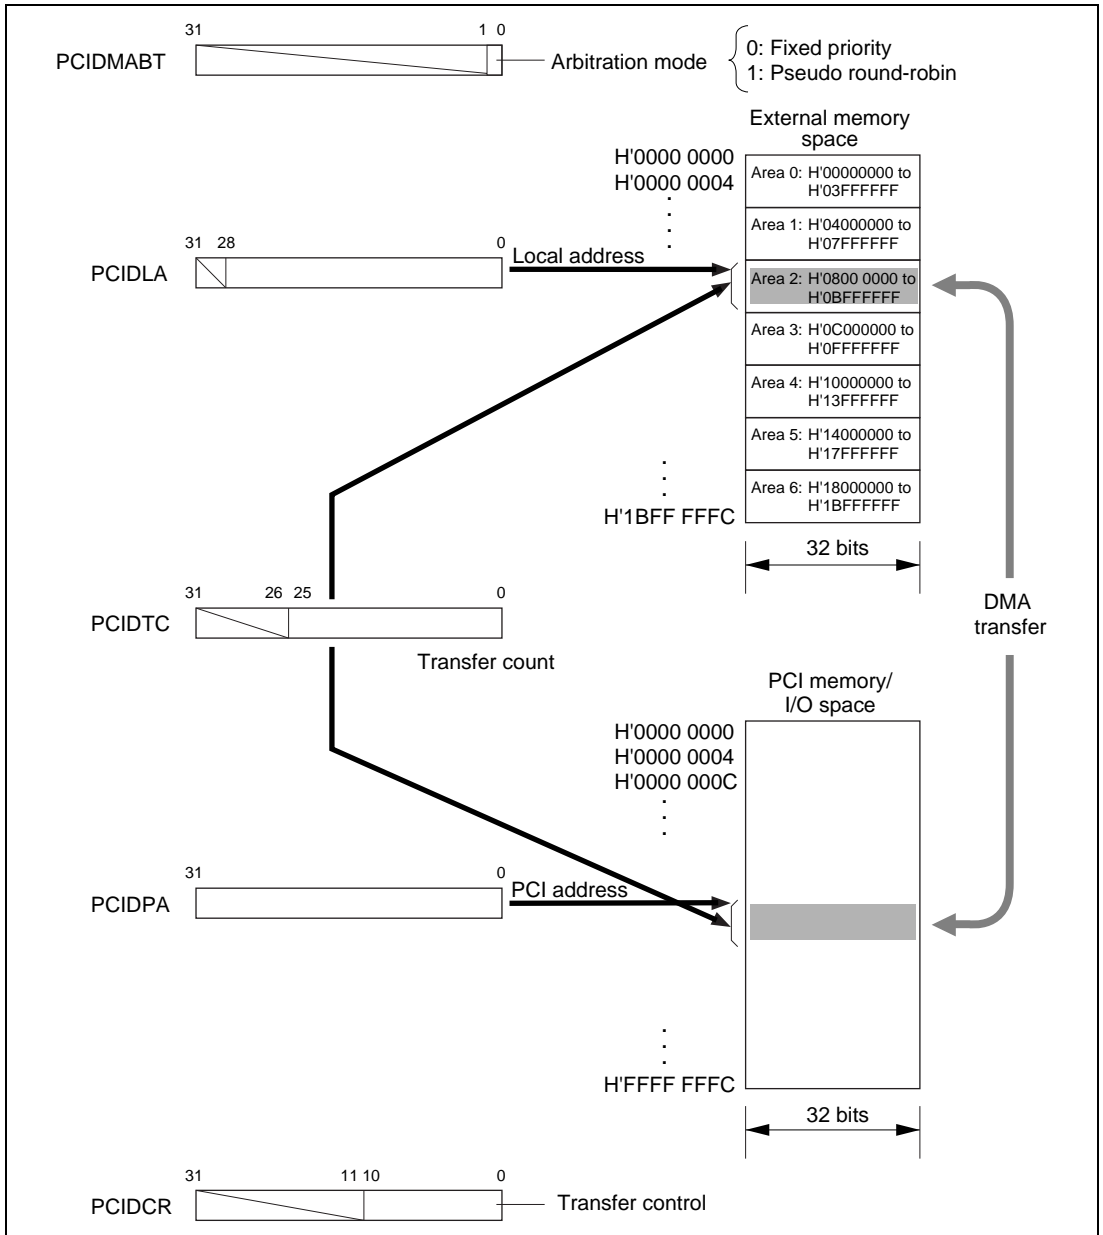 31 1 0
PCIDMABT
Arbitration mode
0: Fixed priority
1: Pseudo round-robin
External memory
space
H'0000 0000
H'0000 0004
Area 0: H'00000000 to
H'03FFFFFF
Area 1: H'04000000 to
H'07FFFFFF
31 28 0
PCIDLA
Local address
Area 2: H'0800 0000 to
H'0BFFFFFF
Area 3: H'0C000000 to
H'0FFFFFFF
Area 4: H'10000000 to
H'13FFFFFF
Area 5: H'14000000 to
H'17FFFFFF
Area 6: H'18000000 to
H'1BFFFFFF
H'1BFF FFFC
32 bits
31 26 25 0
PCIDTC
Transfer count
DMA
transfer
PCI memory/
I/O space
H'0000 0000
H'0000 0004
H'0000 000C
31 0
PCIDPA
PCI address
H'FFFF FFFC
32 bits
31 11 10 0
PCIDCR
Transfer control